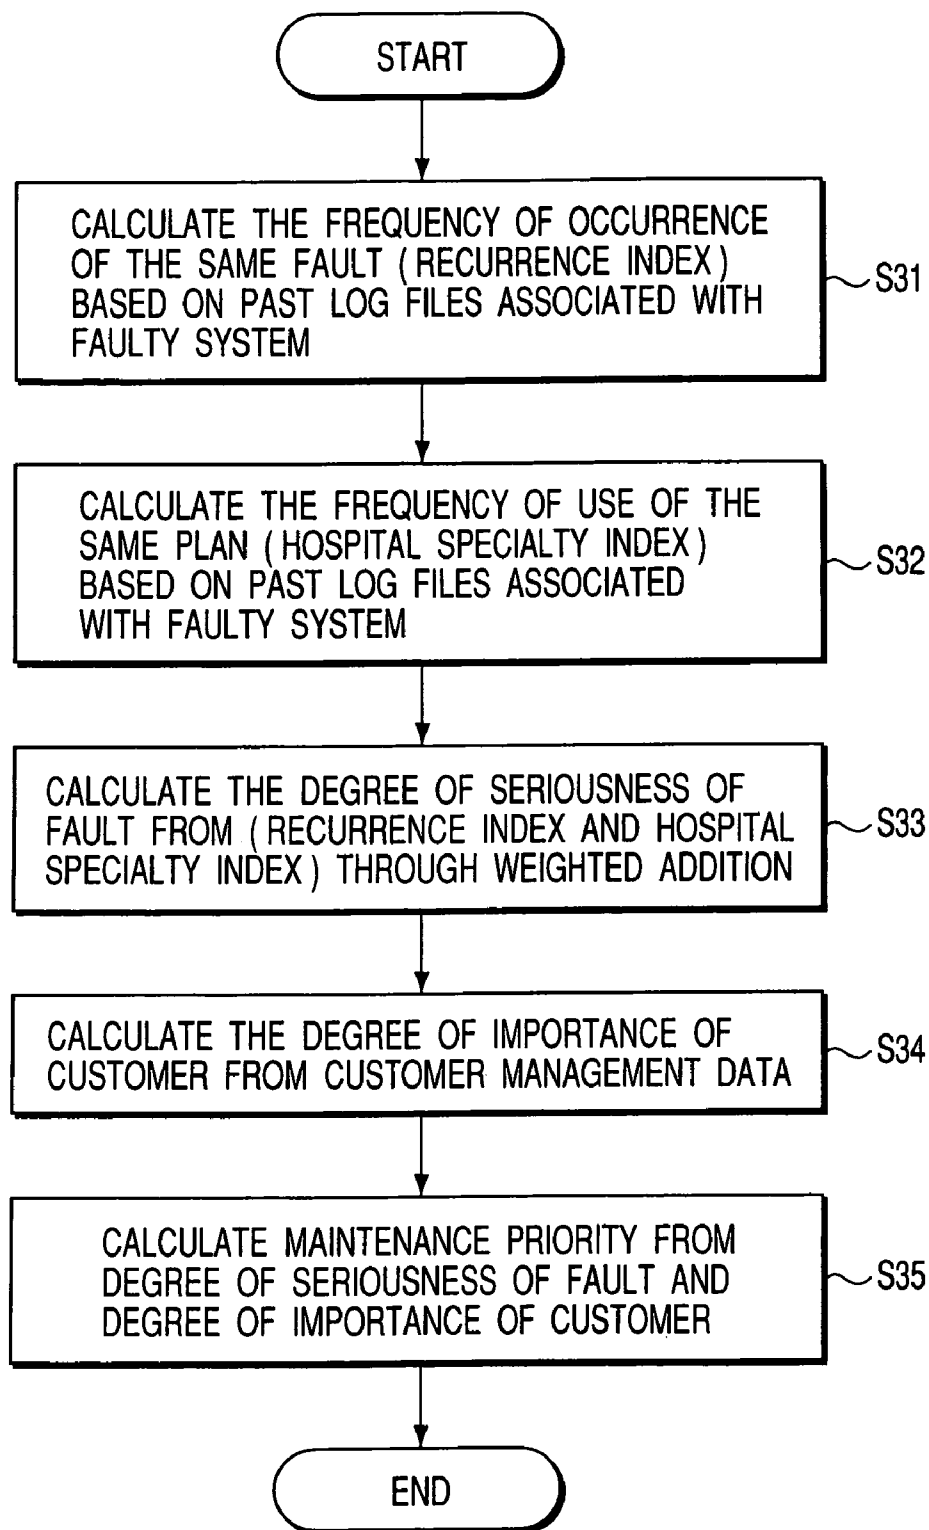 START
CALCULATE THE FREQUENCY OF OCCURRENCE
OF THE SAME FAULT (RECURRENCE INDEX)
BASED ON PAST LOG FILES ASSOCIATED WITH
FAULTY SYSTEM
S31
CALCULATE THE FREQUENCY OF USE OF THE
SAME PLAN (HOSPITAL SPECIALTY INDEX)
BASED ON PAST LOG FILES ASSOCIATED
WITH FAULTY SYSTEM
S32
CALCULATE THE DEGREE OF SERIOUSNESS OF
FAULT FROM (RECURRENCE INDEX AND HOSPITAL
SPECIALTY INDEX) THROUGH WEIGHTED ADDITION
S33
CALCULATE THE DEGREE OF IMPORTANCE OF
CUSTOMER FROM CUSTOMER MANAGEMENT DATA
S34
CALCULATE MAINTENANCE PRIORITY FROM
DEGREE OF SERIOUSNESS OF FAULT AND
DEGREE OF IMPORTANCE OF CUSTOMER
S35
END